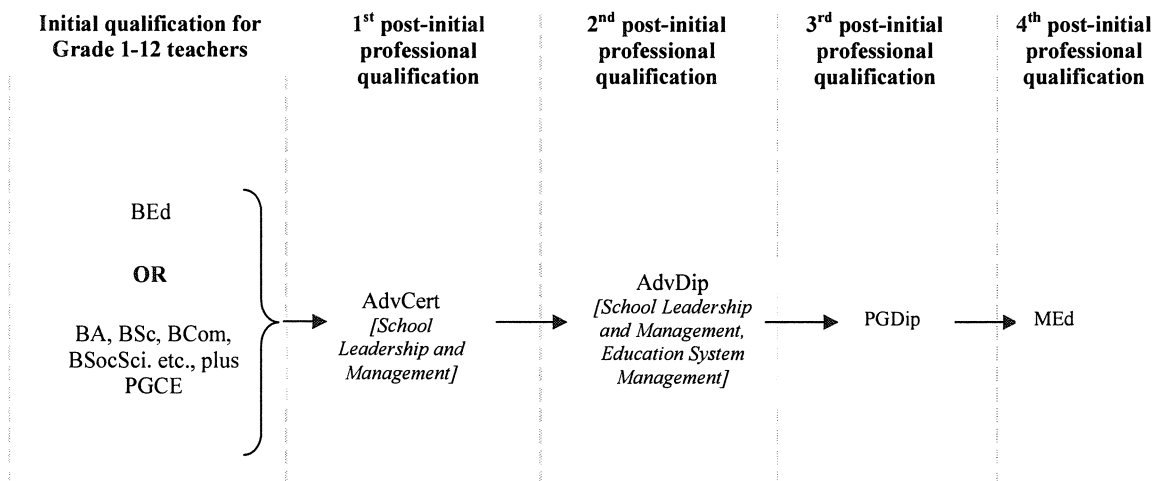 Initial qualification for
Grade 1-12 teachers
1st post-initial
professional
qualification
2nd post-initial
professional
qualification
3rd post-initial
professional
qualification
4th post-initial
professional
qualification
BEd
OR
BA, BSc, BCom,
BSocSci. etc., plus
PGCE
AdvCert
[School
Leadership and
Management]
AdvDip
[School Leadership
and Management,
Education System
Management]
PGDip
MEd